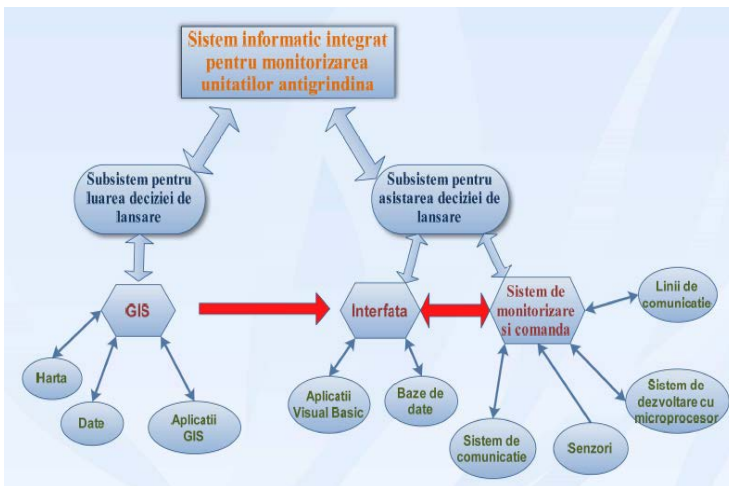 Sistem informatic integrat
pentru monitorizarea
unitatilor antigrindina
Subsistem pentru
luarea deciziei de
lansare
Subsistem pentru
asistarea deciziei de
lansare
GIS
Interfata
Sistem de
monitorizare
si comanda
Linii de
comunicatie
Harta
Date
Aplicatii
GIS
Aplicatii
Visual Basic
Baze de
date
Sistem de
comunicatie
Senzori
Sistem de
dezvoltare cu
microprocesor